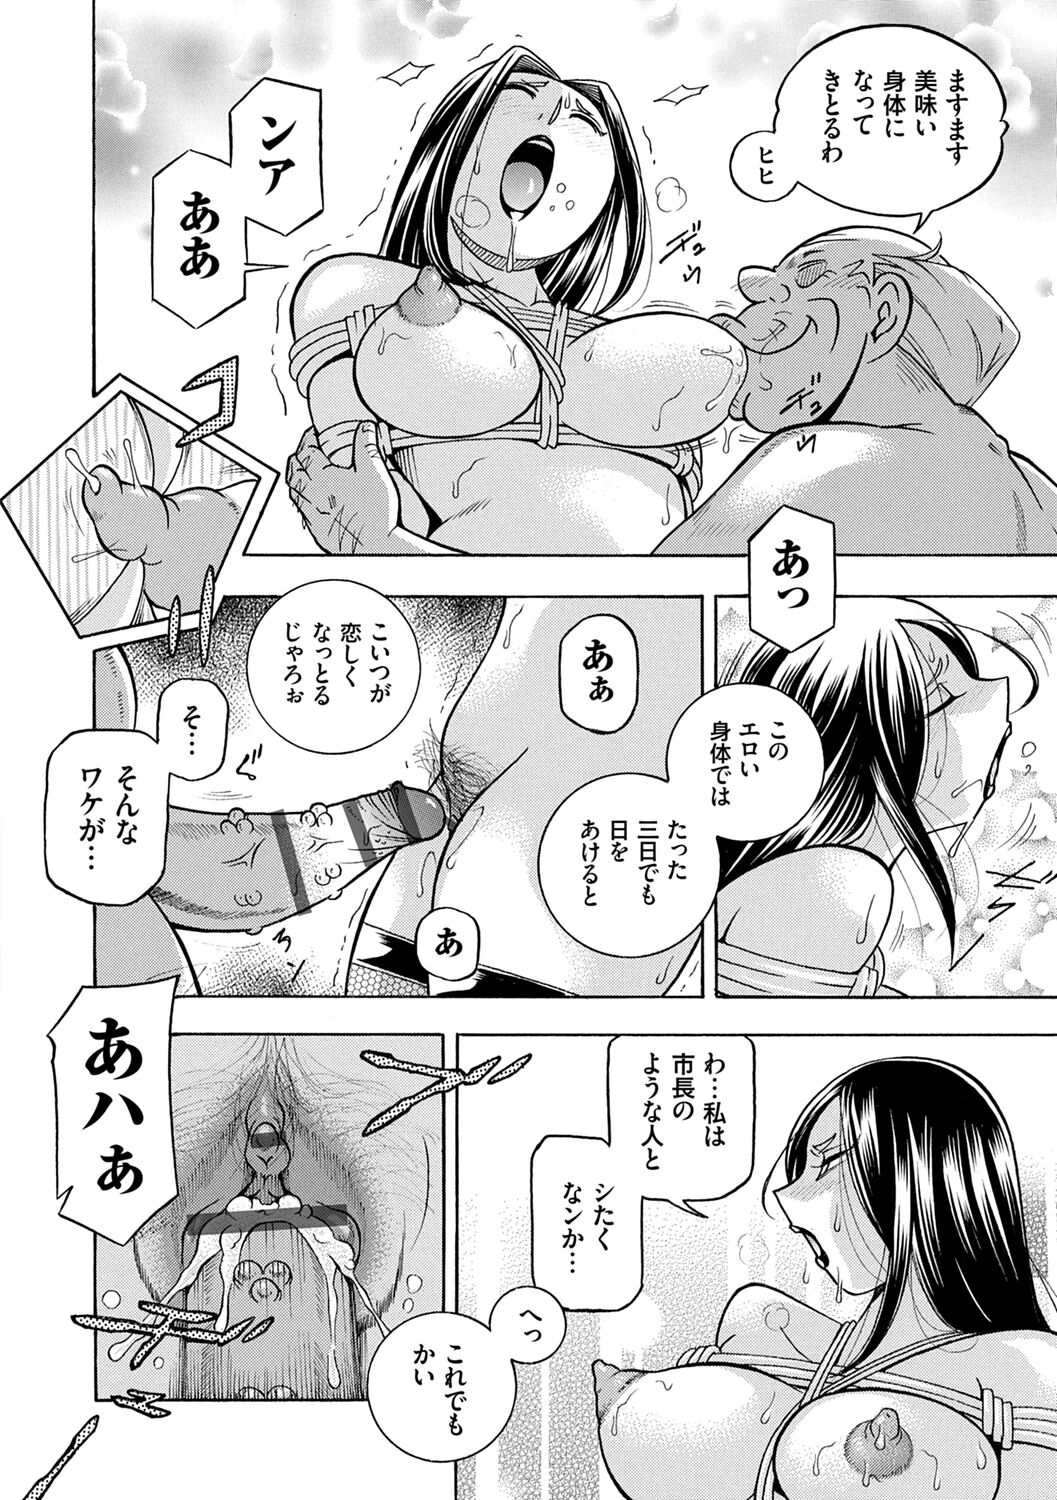 ますます
美味い
身体に
なって
きとるわ
ヒヒ
ンア
ああ
あっ
この
エロい
身体では
たった
三日でも
日を
あけると
ああ
こいつが
恋しく
なっとる
じゃろぉ
そ…
そんな
ワケが…
あ
わ…私は
市長の
ような人と
シたく
なンか…
へっ
これでも
かい
あハぁ